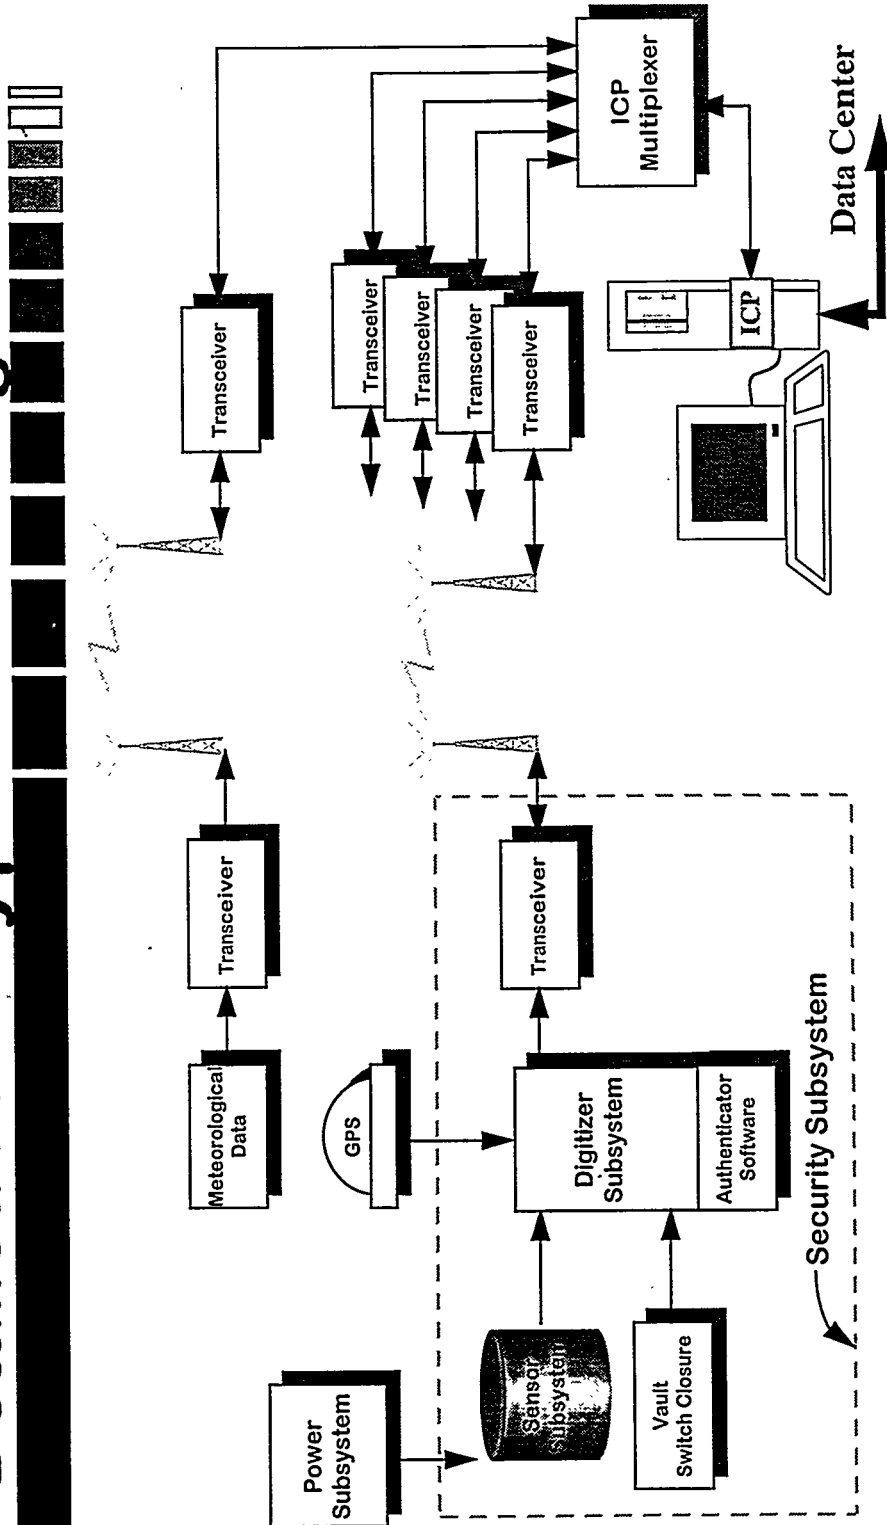 Power
Subsystem
Sensor
Subsystem
Vault
Switch Closure
Meteorological
Data
GPS
Digitizer
Subsystem
Authenticator
Software
Security Subsystem
Transceiver
Transceiver
Transceiver
Transceiver
Transceiver
Transceiver
Transceiver
ICP
Multiplexer
ICP
Data Center